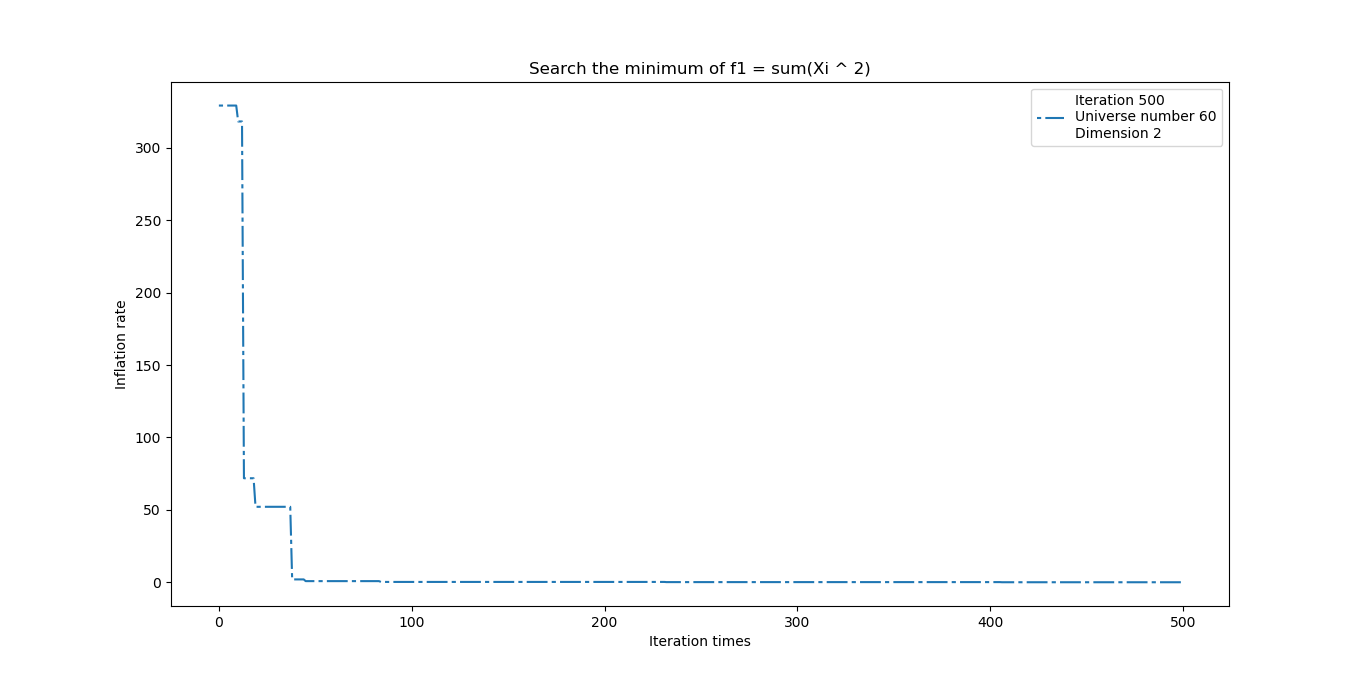 Search the minimum of f1 = sum(Xi ^ 2)
Iteration 500
Universe number 60
Dimension 2
300
250
200
150
100
50
0
Inflation rate
0 100 200 300 400 500
Iteration times